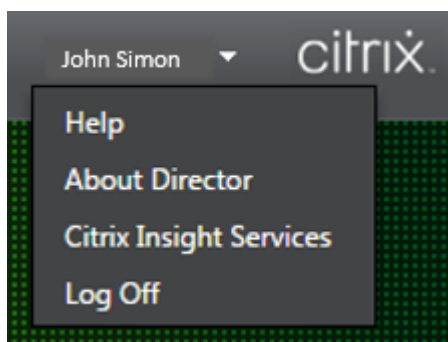 John Simon citrix
Help
About Director
Citrix Insight Services
Log Off